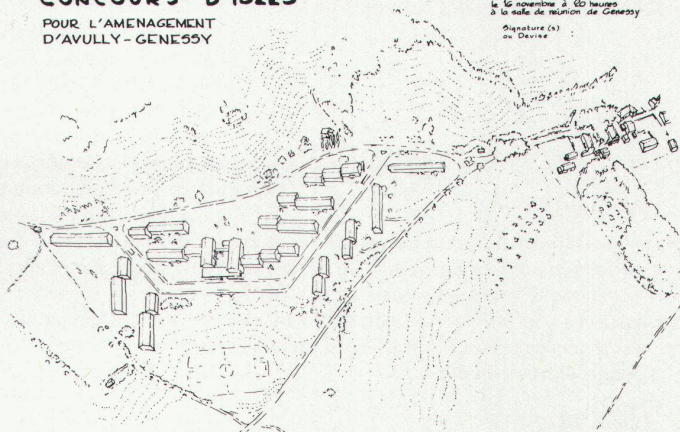 CONCOURS D'IDEES
POUR L'AMENAGEMENT
D'AVULLY-GENESSY
le 16 novembre à 20 heures
à la salle de réunion de Genessy
Signature(s)
ou Devise :